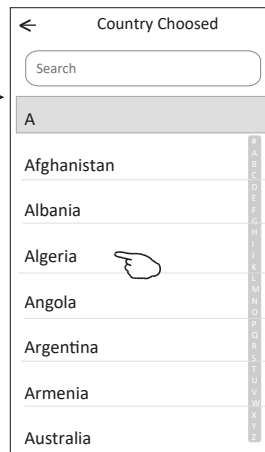 Country Choosed
Search
A
Afghanistan
Albania
Algeria
Angola
Argentina
Armenia
Australia
#
A
B
C
D
E
F
G
H
I
J
K
L
M
N
O
P
Q
R
S
T
U
V
W
X
Y
Z